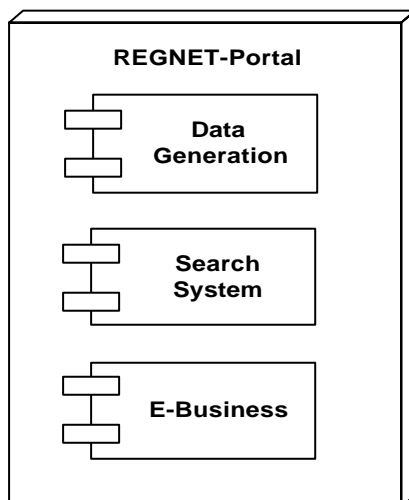 REGNET-Portal
Data
Generation
Search
System
E-Business